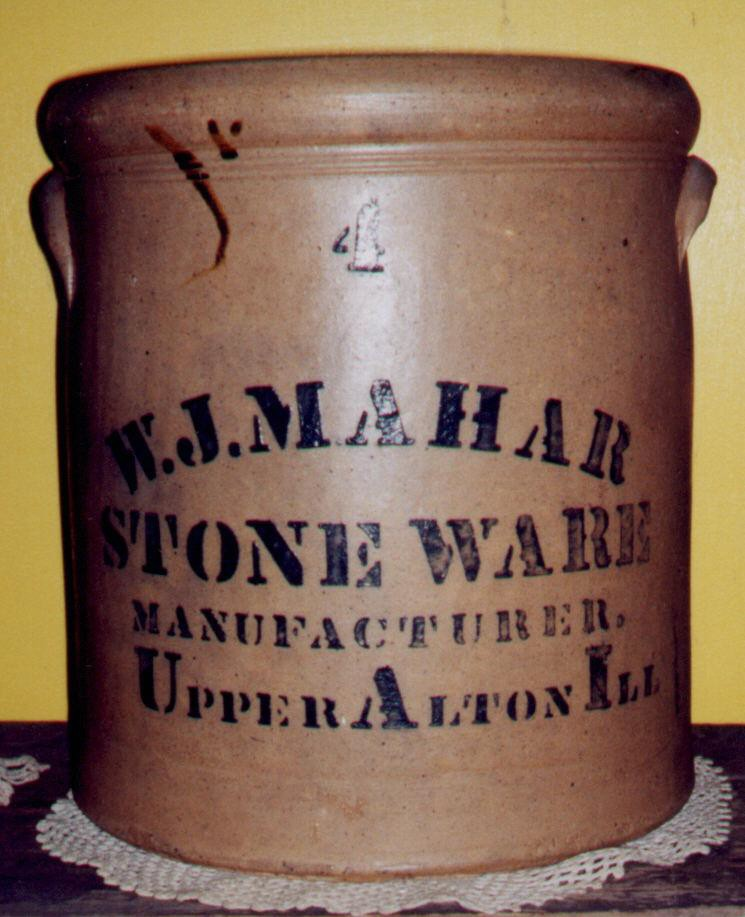 4
W.J.MAHAR
STONE WARE
MANUFACTURER.
UPPER ALTON ILL